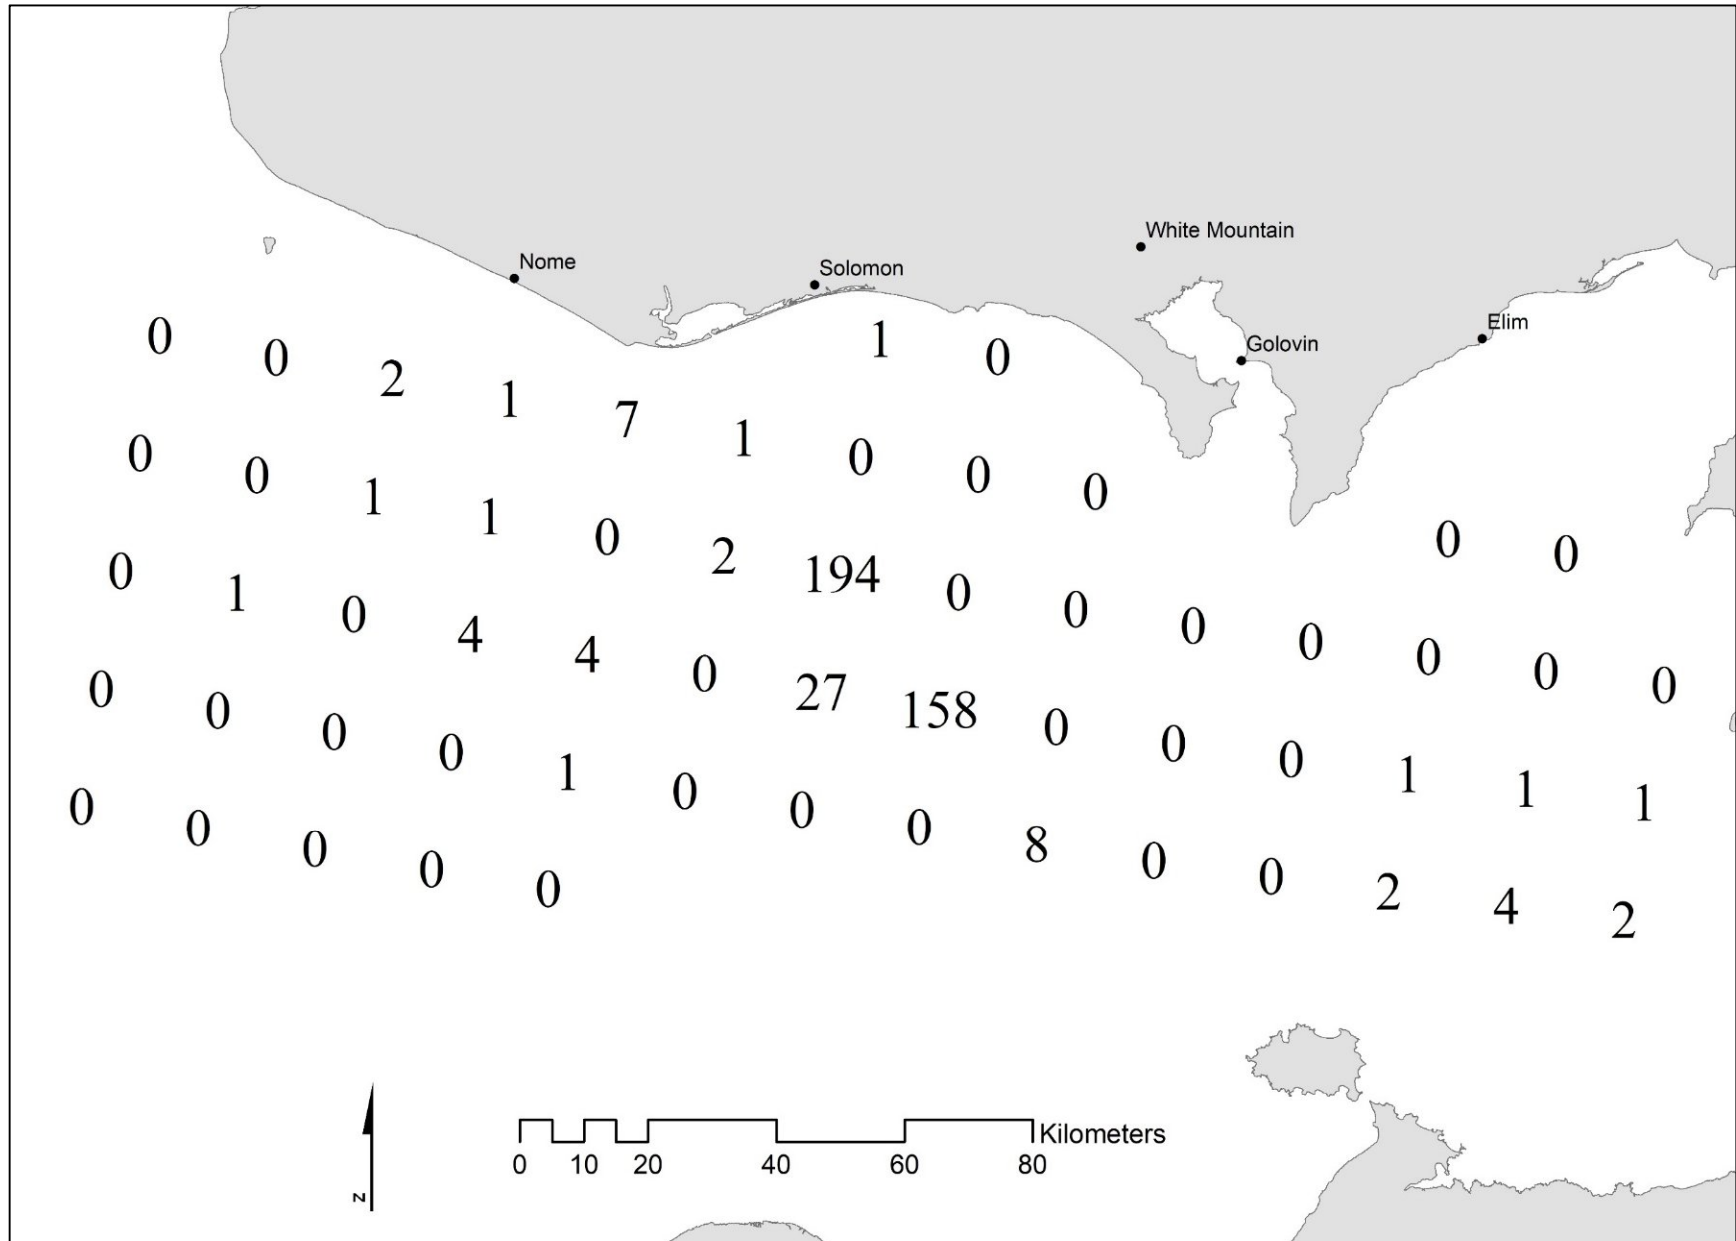 White Mountain
Nome
Solomon
Elim
Golovin
0 0 2 1 7 1 1 0
0 0 1 1 0 2 0 0 0
0 1 0 4 4 0 194 0 0 0 0 0 0
0 0 0 0 1 0 27 158 0 0 0 0 0 0
0 0 0 0 0 0 0 8 0 0 1 1 1
0 2 4 2
Kilometers
0 10 20 40 60 80
N